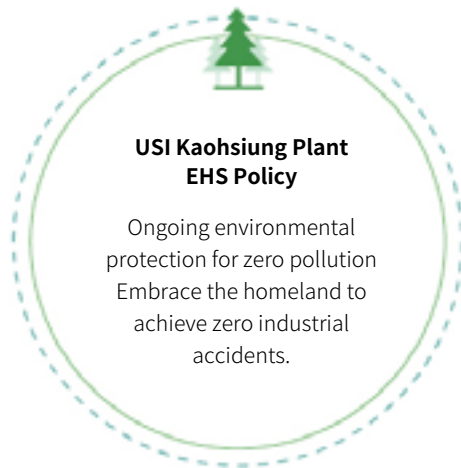 USI Kaohsiung Plant
EHS Policy
Ongoing environmental
protection for zero pollution
Embrace the homeland to
achieve zero industrial
accidents.